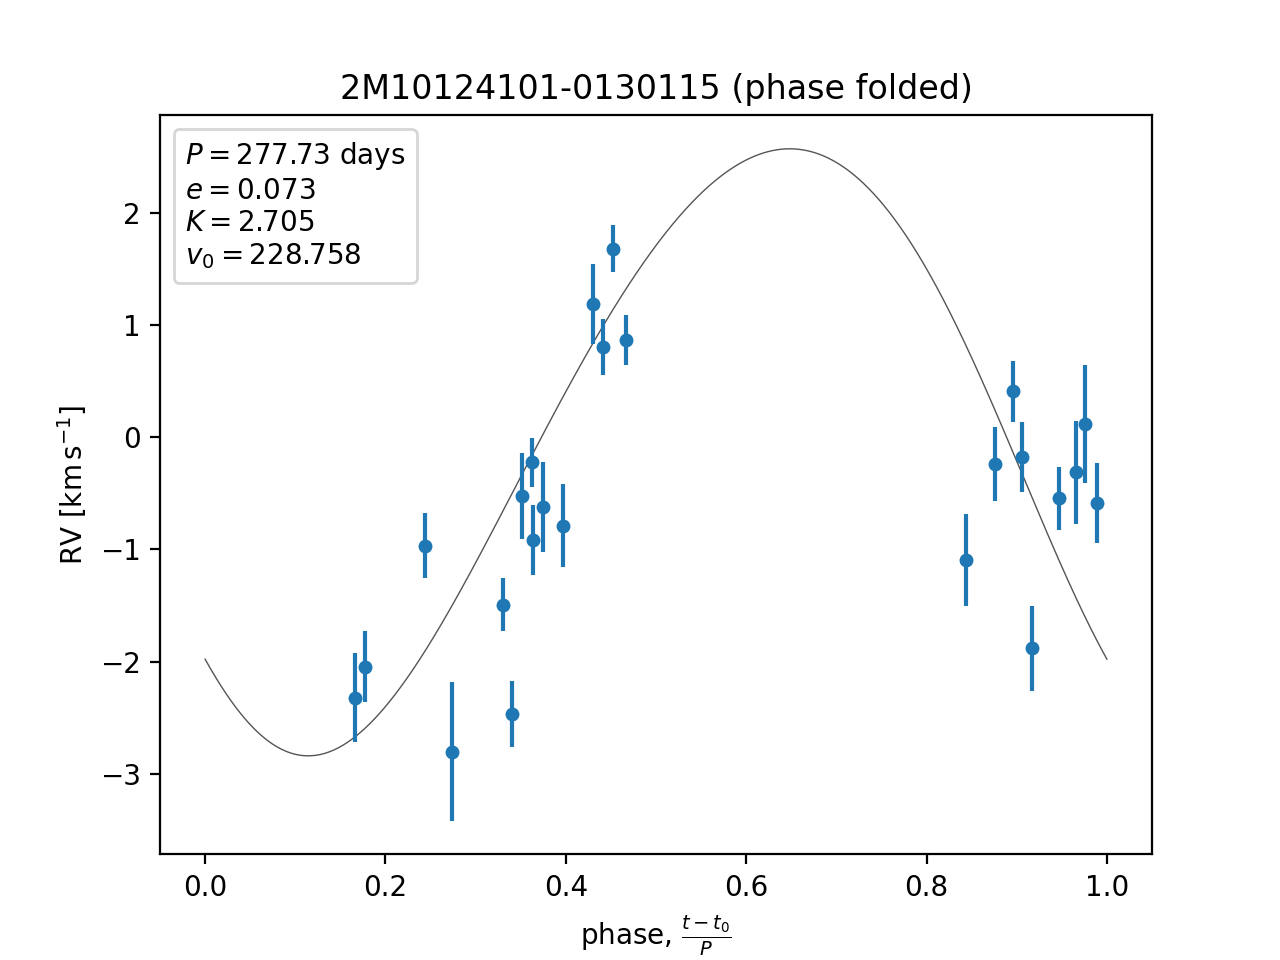 2M10124101-0130115 (phase folded)
P = 277.73 days
e = 0.073
K = 2.705
v₀ = 228.758
2
1
0
−1
−2
−3
RV [km s⁻¹]
0.0 0.2 0.4 0.6 0.8 1.0
phase, (t − t₀)/P